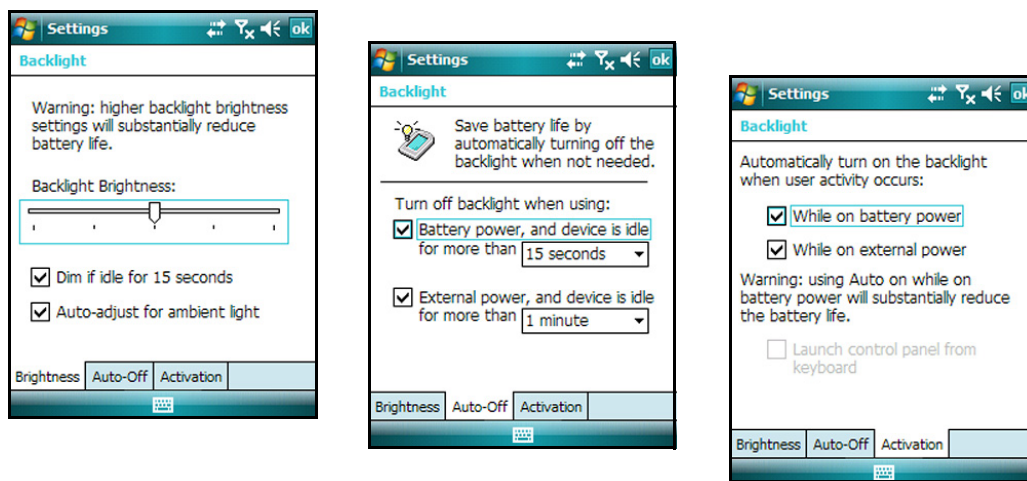 Settings
ok
Backlight
Warning: higher backlight brightness
settings will substantially reduce
battery life.
Backlight Brightness:
Dim if idle for 15 seconds
Auto-adjust for ambient light
Brightness Auto-Off Activation
Settings
ok
Backlight
Save battery life by
automatically turning off the
backlight when not needed.
Turn off backlight when using:
Battery power, and device is idle
for more than 15 seconds
External power, and device is idle
for more than 1 minute
Brightness Auto-Off Activation
Settings
ok
Backlight
Automatically turn on the backlight
when user activity occurs:
While on battery power
While on external power
Warning: using Auto on while on
battery power will substantially reduce
the battery life.
Launch control panel from
keyboard
Brightness Auto-Off Activation